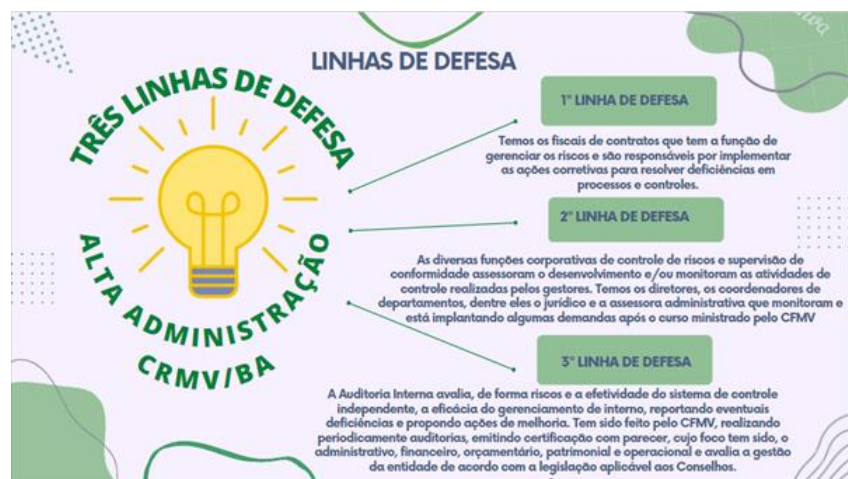 LINHAS DE DEFESA
TRÊS LINHAS DE DEFESA
ALTA ADMINISTRAÇÃO
CRMV/BA
1ª LINHA DE DEFESA
Temos os fiscais de contratos que tem a função de
gerenciar os riscos e são responsáveis por implementar
as ações corretivas para resolver deficiências em
processos e controles.
2ª LINHA DE DEFESA
As diversas funções corporativas de controle de riscos e supervisão de
conformidade assessoram o desenvolvimento e/ou monitoram as atividades de
controle realizadas pelos gestores. Temos os diretores, os coordenadores de
departamentos, dentre eles o jurídico e a assessora administrativa que monitoram e
está implantando algumas demandas após o curso ministrado pelo CFMV
3ª LINHA DE DEFESA
A Auditoria Interna avalia, de forma riscos e a efetividade do sistema de controle
independente, a eficácia do gerenciamento de interno, reportando eventuais
deficiências e propondo ações de melhoria. Tem sido feito pelo CFMV, realizando
periodicamente auditorias, emitindo certificação com parecer, cujo foco tem sido, o
administrativo, financeiro, orçamentário, patrimonial e operacional e avalia a gestão
da entidade de acordo com a legislação aplicável aos Conselhos.